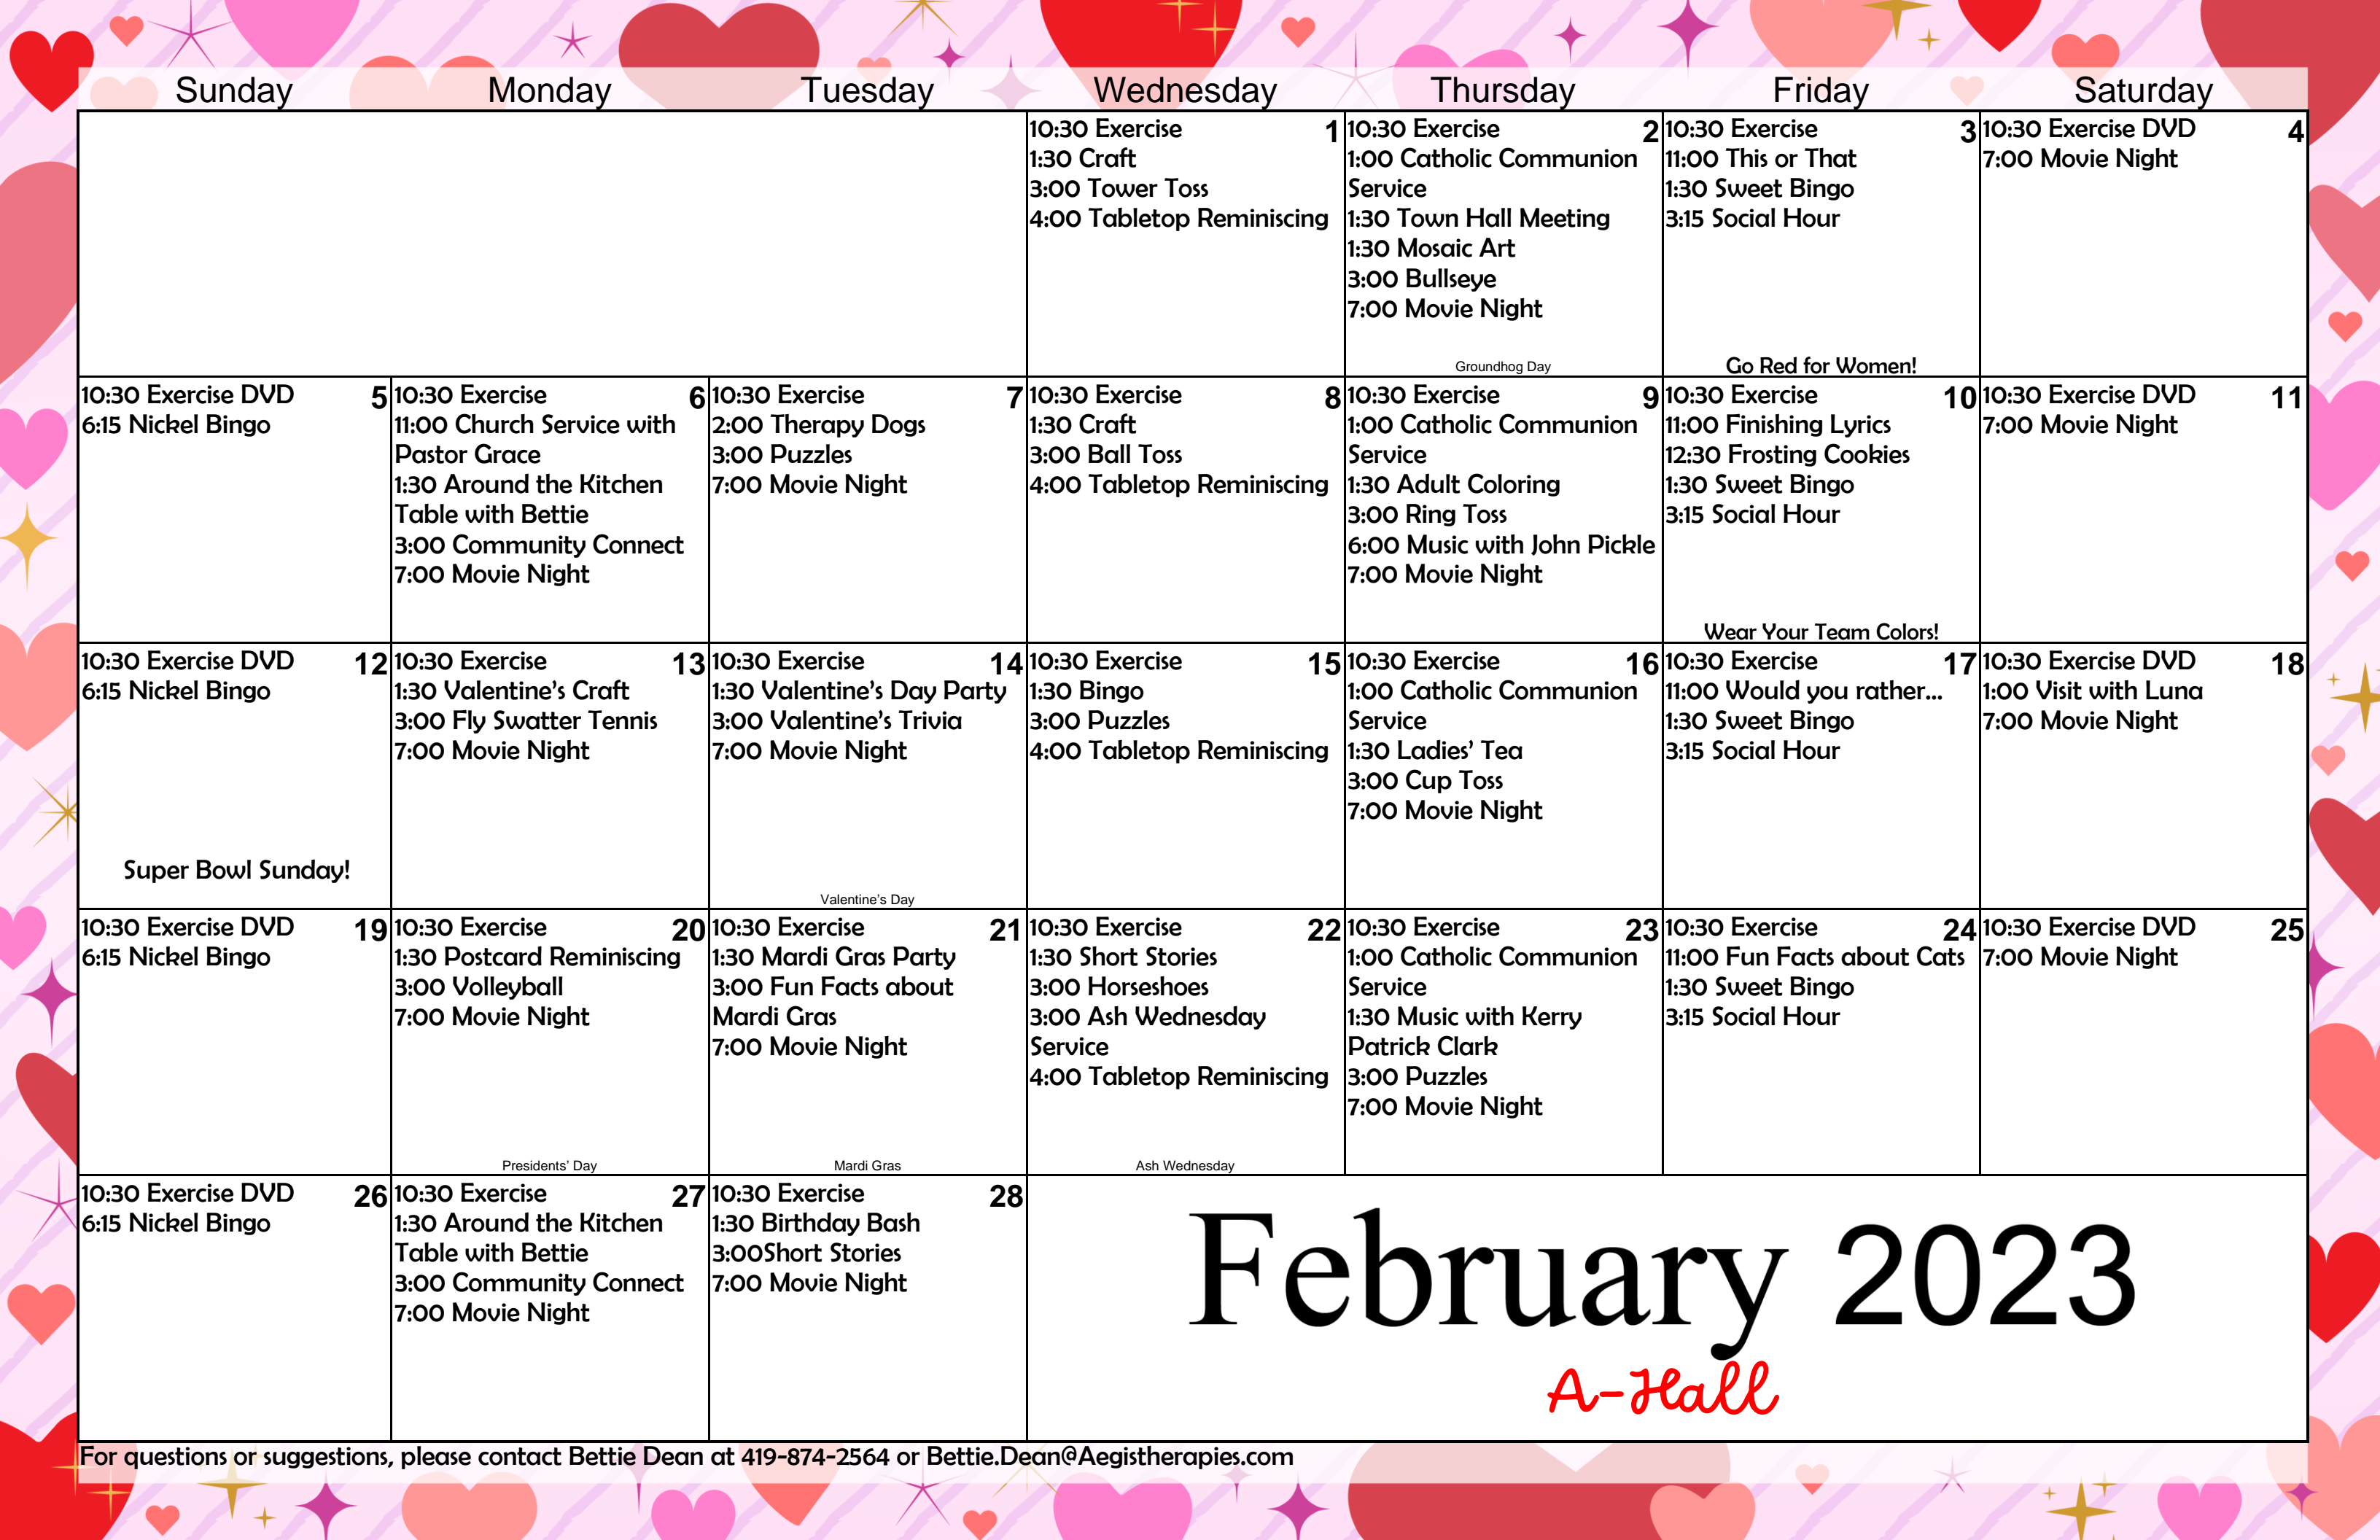 Sunday
Monday
Tuesday
Wednesday
Thursday
Friday
Saturday
10:30 Exercise
1
1:30 Craft
3:00 Tower Toss
4:00 Tabletop Reminiscing
10:30 Exercise
2
1:00 Catholic Communion
Service
1:30 Town Hall Meeting
1:30 Mosaic Art
3:00 Bullseye
7:00 Movie Night
Groundhog Day
10:30 Exercise
3
11:00 This or That
1:30 Sweet Bingo
3:15 Social Hour
Go Red for Women!
10:30 Exercise DVD
4
7:00 Movie Night
10:30 Exercise DVD
5
6:15 Nickel Bingo
10:30 Exercise
6
11:00 Church Service with
Pastor Grace
1:30 Around the Kitchen
Table with Bettie
3:00 Community Connect
7:00 Movie Night
10:30 Exercise
7
2:00 Therapy Dogs
3:00 Puzzles
7:00 Movie Night
10:30 Exercise
8
1:30 Craft
3:00 Ball Toss
4:00 Tabletop Reminiscing
10:30 Exercise
9
1:00 Catholic Communion
Service
1:30 Adult Coloring
3:00 Ring Toss
6:00 Music with John Pickle
7:00 Movie Night
10:30 Exercise
10
11:00 Finishing Lyrics
12:30 Frosting Cookies
1:30 Sweet Bingo
3:15 Social Hour
Wear Your Team Colors!
10:30 Exercise DVD
11
7:00 Movie Night
10:30 Exercise DVD
12
6:15 Nickel Bingo
Super Bowl Sunday!
10:30 Exercise
13
1:30 Valentine's Craft
3:00 Fly Swatter Tennis
7:00 Movie Night
10:30 Exercise
14
1:30 Valentine's Day Party
3:00 Valentine's Trivia
7:00 Movie Night
Valentine's Day
10:30 Exercise
15
1:30 Bingo
3:00 Puzzles
4:00 Tabletop Reminiscing
10:30 Exercise
16
1:00 Catholic Communion
Service
1:30 Ladies' Tea
3:00 Cup Toss
7:00 Movie Night
10:30 Exercise
17
11:00 Would you rather...
1:30 Sweet Bingo
3:15 Social Hour
10:30 Exercise DVD
18
1:00 Visit with Luna
7:00 Movie Night
10:30 Exercise DVD
19
6:15 Nickel Bingo
10:30 Exercise
20
1:30 Postcard Reminiscing
3:00 Volleyball
7:00 Movie Night
Presidents' Day
10:30 Exercise
21
1:30 Mardi Gras Party
3:00 Fun Facts about
Mardi Gras
7:00 Movie Night
Mardi Gras
10:30 Exercise
22
1:30 Short Stories
3:00 Horseshoes
3:00 Ash Wednesday
Service
4:00 Tabletop Reminiscing
Ash Wednesday
10:30 Exercise
23
1:00 Catholic Communion
Service
1:30 Music with Kerry
Patrick Clark
3:00 Puzzles
7:00 Movie Night
10:30 Exercise
24
11:00 Fun Facts about Cats
1:30 Sweet Bingo
3:15 Social Hour
10:30 Exercise DVD
25
7:00 Movie Night
10:30 Exercise DVD
26
6:15 Nickel Bingo
10:30 Exercise
27
1:30 Around the Kitchen
Table with Bettie
3:00 Community Connect
7:00 Movie Night
10:30 Exercise
28
1:30 Birthday Bash
3:00Short Stories
7:00 Movie Night
February 2023
A-Hall
For questions or suggestions, please contact Bettie Dean at 419-874-2564 or Bettie.Dean@Aegistherapies.com